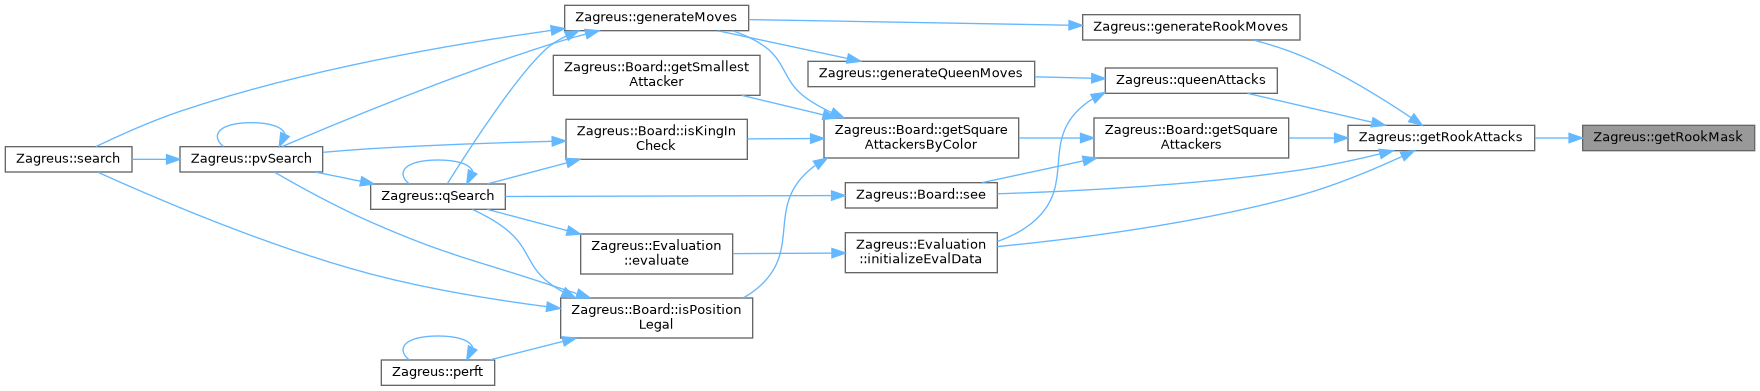 Zagreus::generateMoves
Zagreus::generateRookMoves
Zagreus::Board::getSmallest
Attacker
Zagreus::generateQueenMoves
Zagreus::queenAttacks
Zagreus::Board::isKingIn
Check
Zagreus::Board::getSquare
AttackersByColor
Zagreus::Board::getSquare
Attackers
Zagreus::getRookAttacks
Zagreus::getRookMask
Zagreus::search
Zagreus::pvSearch
Zagreus::qSearch
Zagreus::Board::see
Zagreus::Evaluation
::evaluate
Zagreus::Evaluation
::initializeEvalData
Zagreus::Board::isPosition
Legal
Zagreus::perft